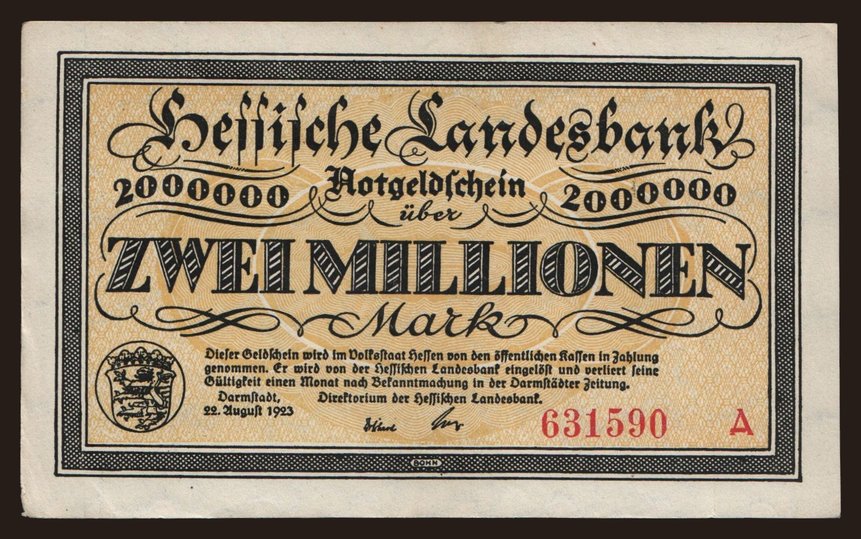 Hessische Landesbank
2000000 Notgeldschein 2000000
über
ZWEI MILLIONEN
Mark
Dieser Geldschein wird im Volksstaat Hessen von den öffentlichen Kassen in Zahlung
genommen. Er wird von der Hessischen Landesbank eingelöst und verliert seine
Gültigkeit einen Monat nach Bekanntmachung in der Darmstädter Zeitung.
Darmstadt, Direktorium der Hessischen Landesbank.
22. August 1923
631590 A
BOHN